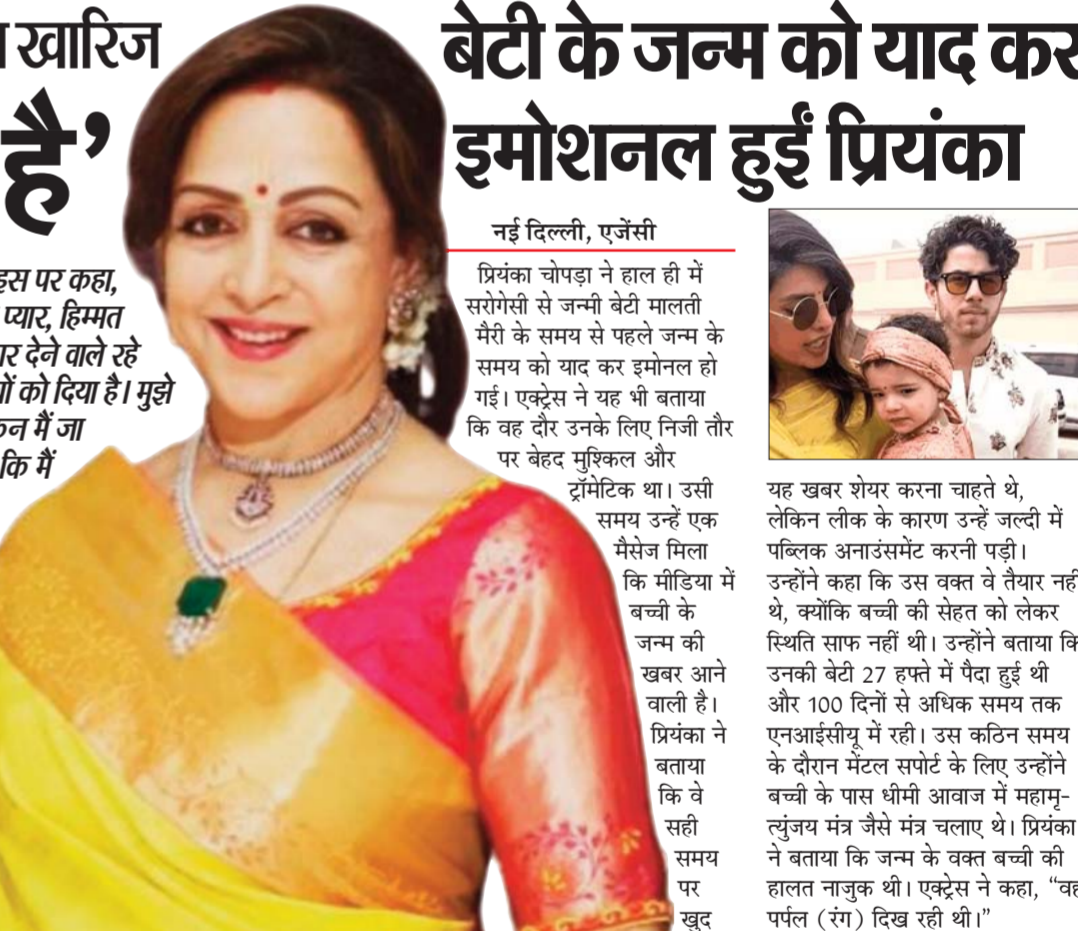 खारिज
है’
इस पर कहा,
प्यार, हिम्मत
देने वाले रहे
को दिया है। मुझे
मैं जा
कि मैं
बेटी के जन्म को याद कर
इमोशनल हुईं प्रियंका
नई दिल्ली, एजेंसी
प्रियंका चोपड़ा ने हाल ही में
सरोगेसी से जन्मी बेटी मालती
मैरी के समय से पहले जन्म के
समय को याद कर इमोनल हो
गई। एक्ट्रेस ने यह भी बताया
कि वह दौर उनके लिए निजी तौर
पर बेहद मुश्किल और
ट्रॉमेटिक था। उसी
समय उन्हें एक
मैसेज मिला
कि मीडिया में
बच्ची के
जन्म की
खबर आने
वाली है।
प्रियंका ने
बताया
कि वे
सही
समय
पर
खुद
यह खबर शेयर करना चाहते थे,
लेकिन लीक के कारण उन्हें जल्दी में
पब्लिक अनाउंसमेंट करनी पड़ी।
उन्होंने कहा कि उस वक्त वे तैयार नहीं
थे, क्योंकि बच्ची की सेहत को लेकर
स्थिति साफ नहीं थी। उन्होंने बताया कि
उनकी बेटी 27 हफ्ते में पैदा हुई थी
और 100 दिनों से अधिक समय तक
एनआईसीयू में रही। उस कठिन समय
के दौरान मेंटल सपोर्ट के लिए उन्होंने
बच्ची के पास धीमी आवाज में महामृ-
त्युंजय मंत्र जैसे मंत्र चलाए थे। प्रियंका
ने बताया कि जन्म के वक्त बच्ची की
हालत नाजुक थी। एक्ट्रेस ने कहा, “वह
पर्पल (रंग) दिख रही थी।”